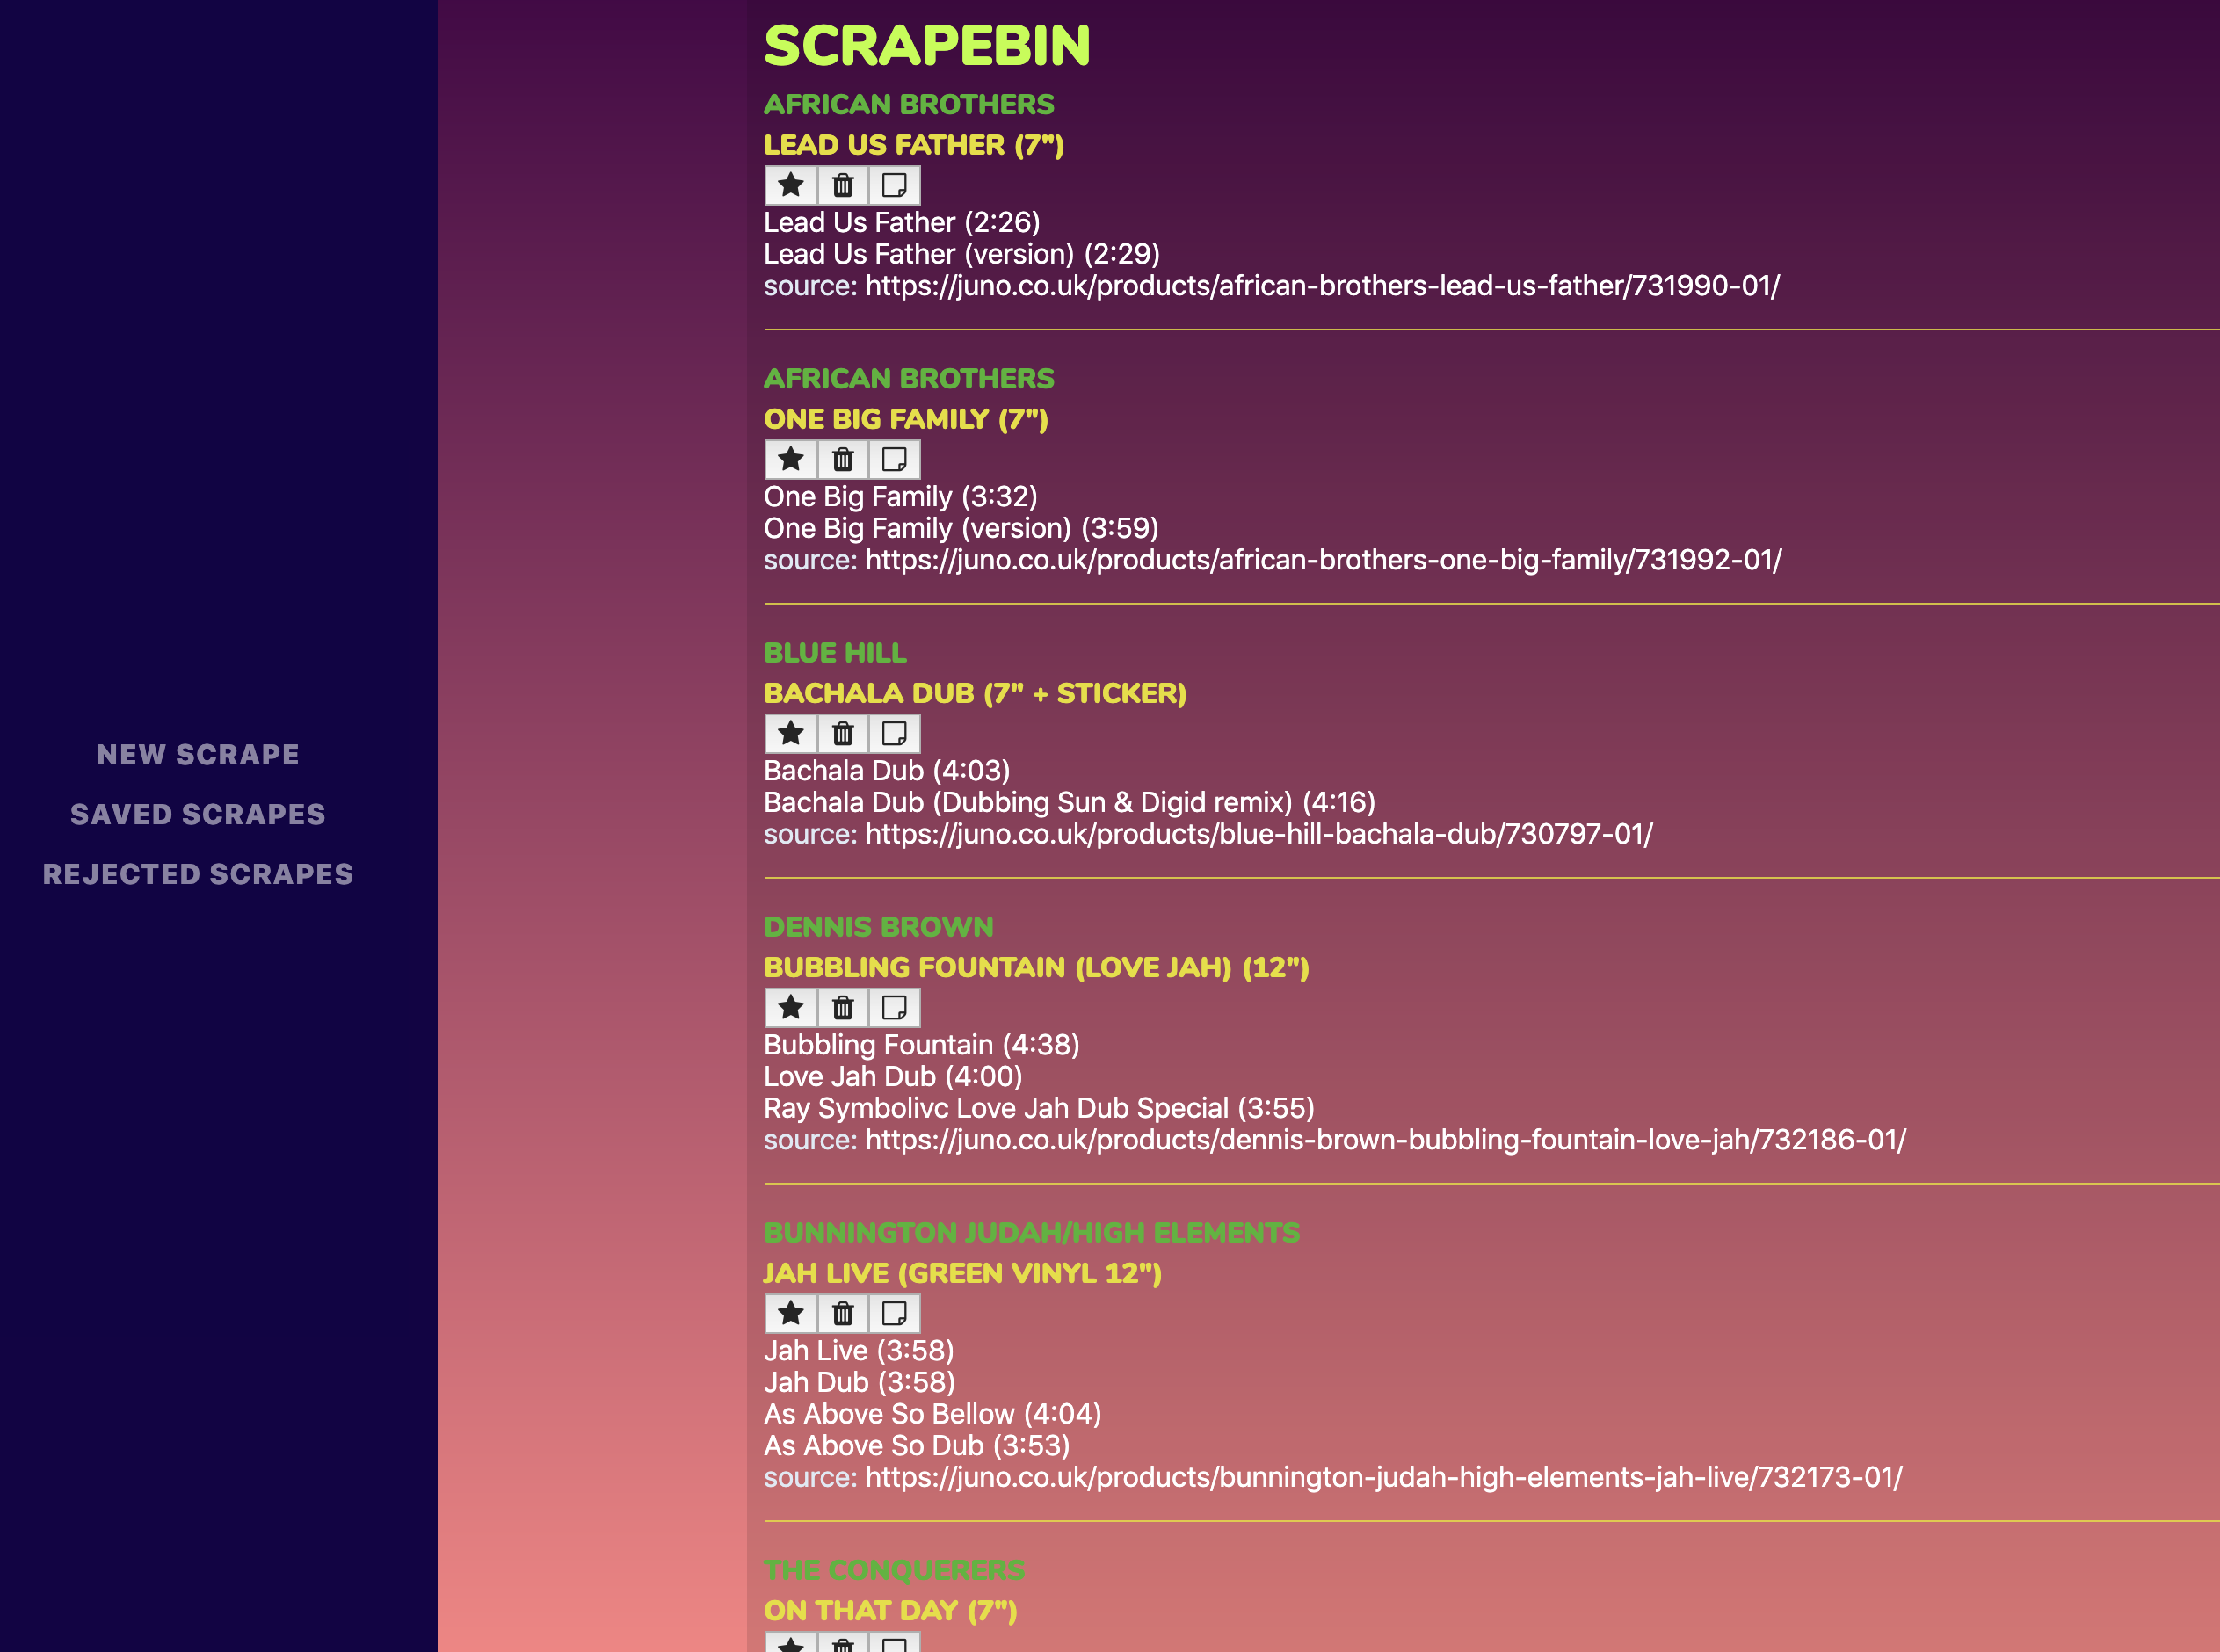 SCRAPEBIN
AFRICAN BROTHERS
LEAD US FATHER (7")
Lead Us Father (2:26)
Lead Us Father (version) (2:29)
source: https://juno.co.uk/products/african-brothers-lead-us-father/731990-01/
AFRICAN BROTHERS
ONE BIG FAMILY (7")
One Big Family (3:32)
One Big Family (version) (3:59)
source: https://juno.co.uk/products/african-brothers-one-big-family/731992-01/
BLUE HILL
BACHALA DUB (7" + STICKER)
Bachala Dub (4:03)
Bachala Dub (Dubbing Sun & Digid remix) (4:16)
source: https://juno.co.uk/products/blue-hill-bachala-dub/730797-01/
DENNIS BROWN
BUBBLING FOUNTAIN (LOVE JAH) (12")
Bubbling Fountain (4:38)
Love Jah Dub (4:00)
Ray Symbolivc Love Jah Dub Special (3:55)
source: https://juno.co.uk/products/dennis-brown-bubbling-fountain-love-jah/732186-01/
BUNNINGTON JUDAH/HIGH ELEMENTS
JAH LIVE (GREEN VINYL 12")
Jah Live (3:58)
Jah Dub (3:58)
As Above So Bellow (4:04)
As Above So Dub (3:53)
source: https://juno.co.uk/products/bunnington-judah-high-elements-jah-live/732173-01/
THE CONQUERERS
ON THAT DAY (7")
NEW SCRAPE
SAVED SCRAPES
REJECTED SCRAPES